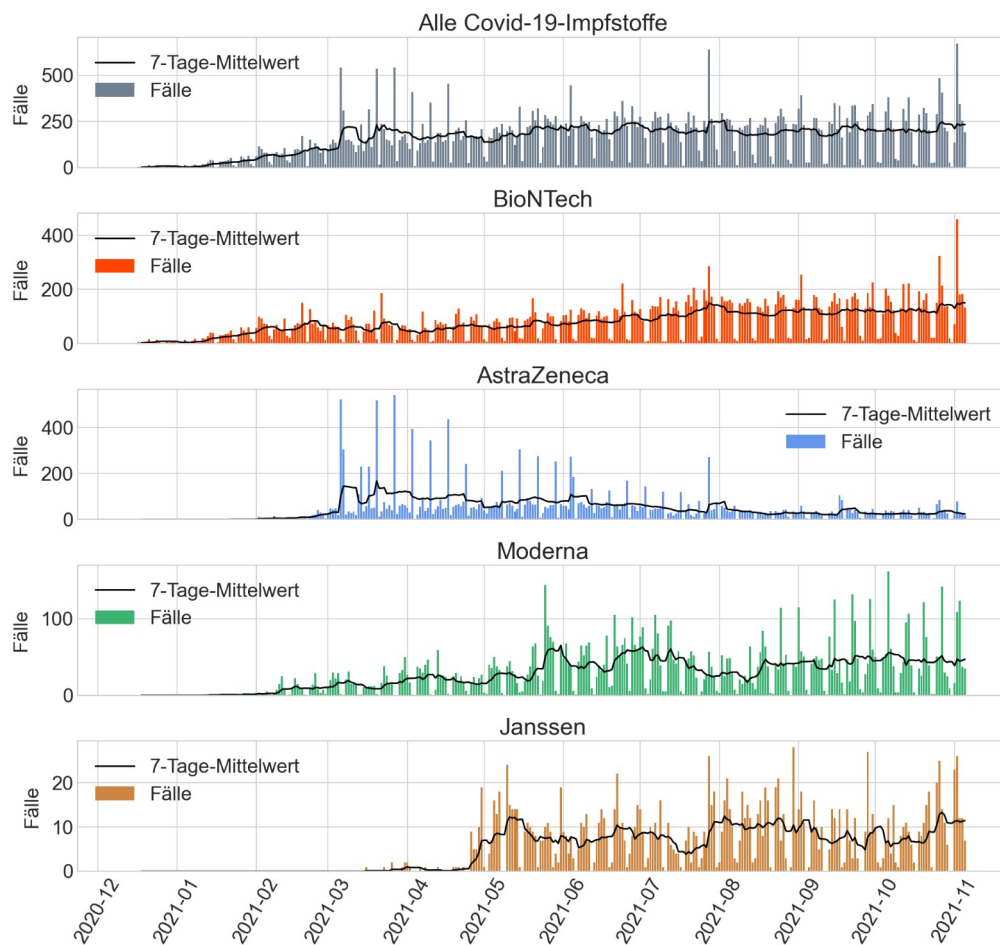 Alle Covid-19-Impfstoffe
7-Tage-Mittelwert
Fälle
Fälle
500
250
0
BioNTech
7-Tage-Mittelwert
Fälle
Fälle
400
200
0
AstraZeneca
7-Tage-Mittelwert
Fälle
Fälle
400
200
0
Moderna
7-Tage-Mittelwert
Fälle
Fälle
100
0
Janssen
7-Tage-Mittelwert
Fälle
Fälle
20
10
0
2020-12
2021-01
2021-02
2021-03
2021-04
2021-05
2021-06
2021-07
2021-08
2021-09
2021-10
2021-11